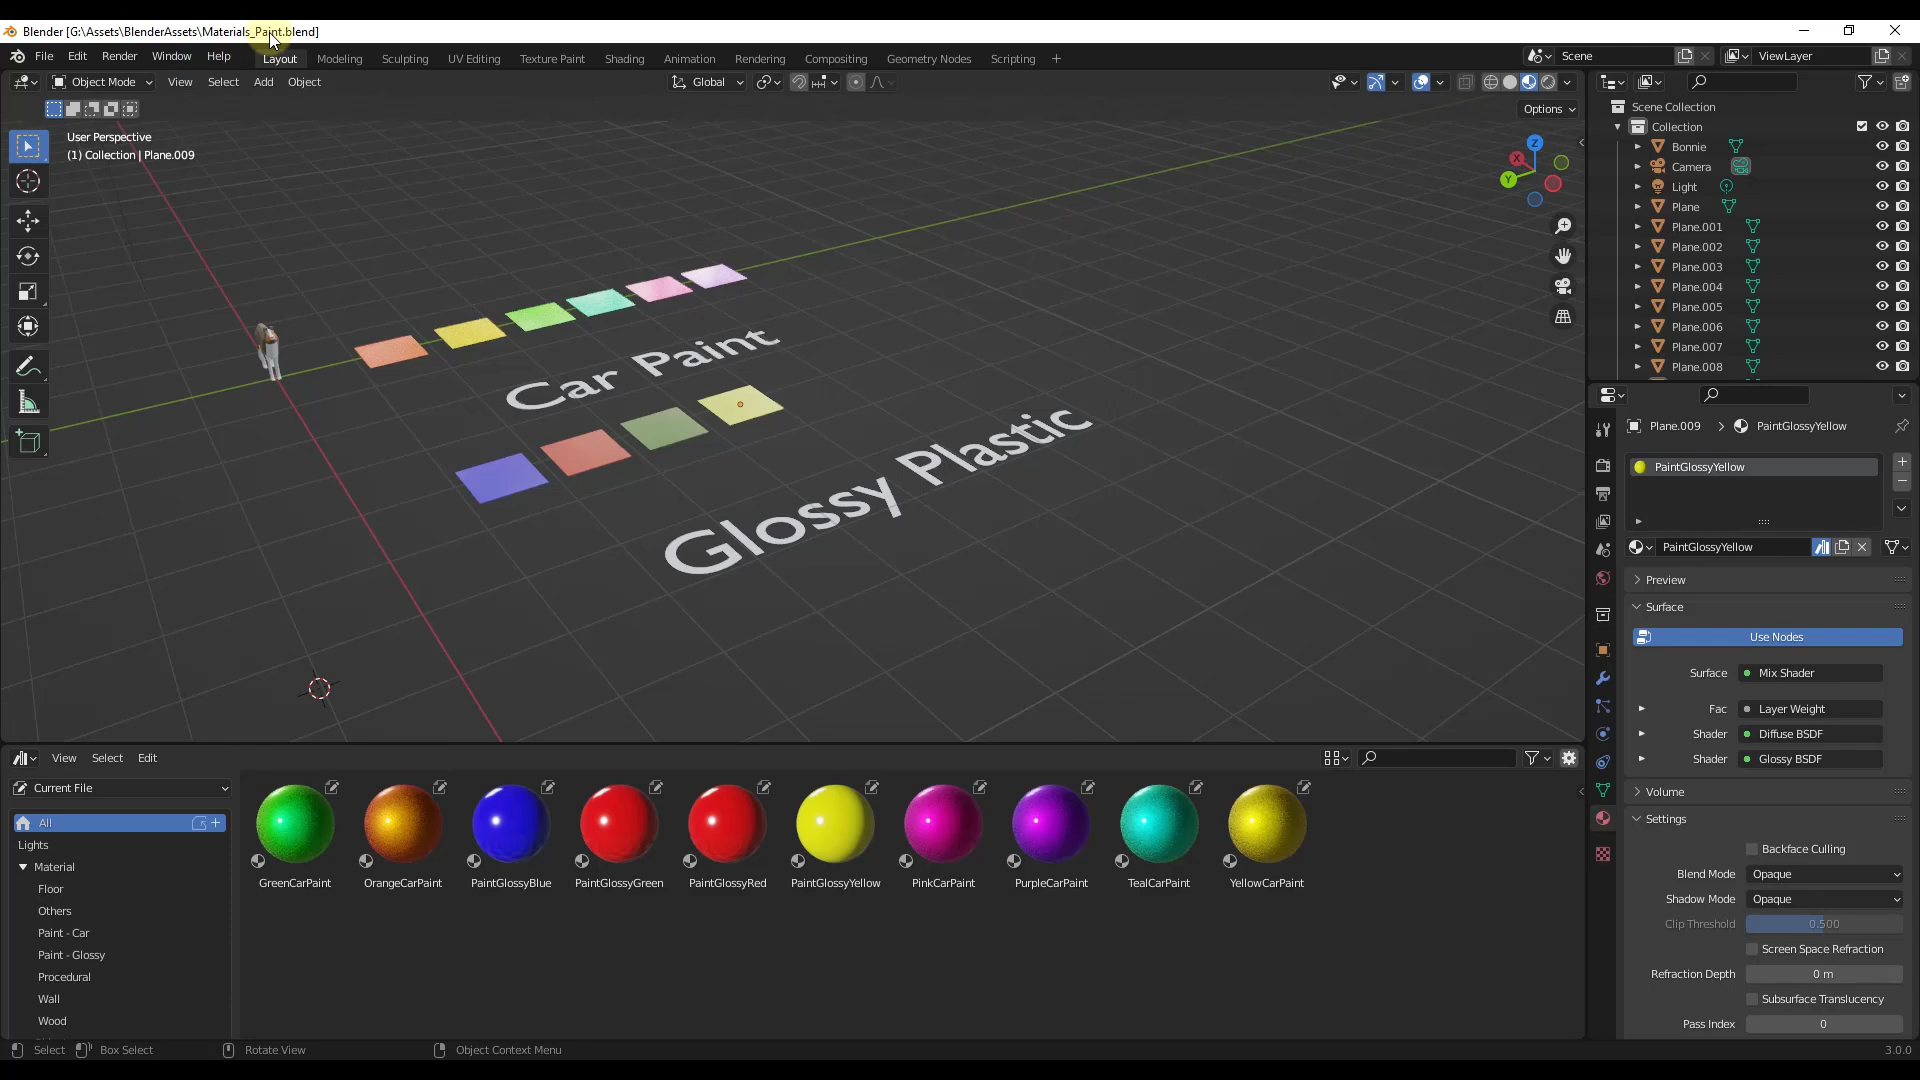 Blender [G:\Assets\BlenderAssets\Materials_Paint.blend]
File Edit Render Window Help Layout Modeling Sculpting UV Editing Texture Paint Shading Animation Rendering Compositing Geometry Nodes Scripting + Scene ViewLayer
Object Mode View Select Add Object Global
Options
User Perspective
(1) Collection | Plane.009
Z
X
Y
Car Paint
Glossy Plastic
Scene Collection
Collection
Bonnie
Camera
Light
Plane
Plane.001
Plane.002
Plane.003
Plane.004
Plane.005
Plane.006
Plane.007
Plane.008
Plane.009 > PaintGlossyYellow
PaintGlossyYellow
PaintGlossyYellow
Preview
Surface
Use Nodes
Surface Mix Shader
Fac Layer Weight
Shader Diffuse BSDF
Shader Glossy BSDF
Volume
Settings
Backface Culling
Blend Mode Opaque
Shadow Mode Opaque
Clip Threshold 0.500
Screen Space Refraction
Refraction Depth 0 m
Subsurface Translucency
Pass Index 0
View Select Edit
Current File
All
Lights
Material
Floor
Others
Paint - Car
Paint - Glossy
Procedural
Wall
Wood
GreenCarPaint OrangeCarPaint PaintGlossyBlue PaintGlossyGreen PaintGlossyRed PaintGlossyYellow PinkCarPaint PurpleCarPaint TealCarPaint YellowCarPaint
Select Box Select Rotate View Object Context Menu 3.0.0